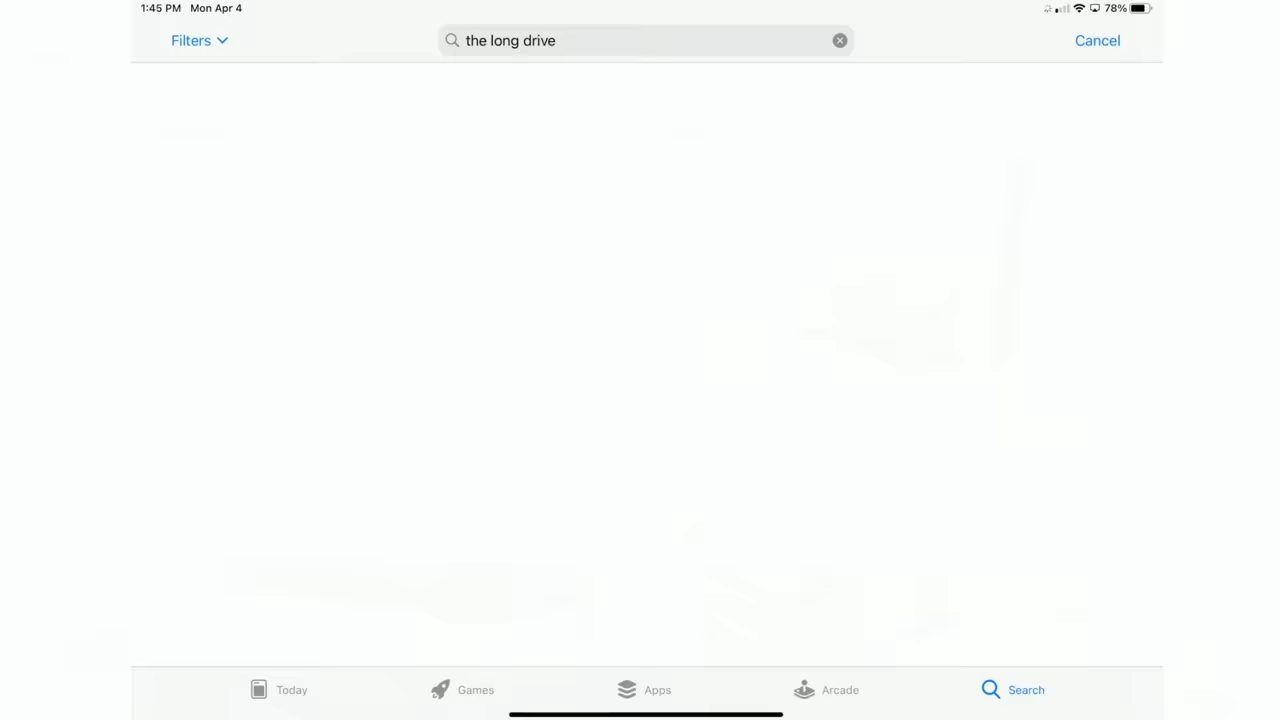 1:45 PM Mon Apr 4
78%
Filters
the long drive
Cancel
Today
Games
Apps
Arcade
Search